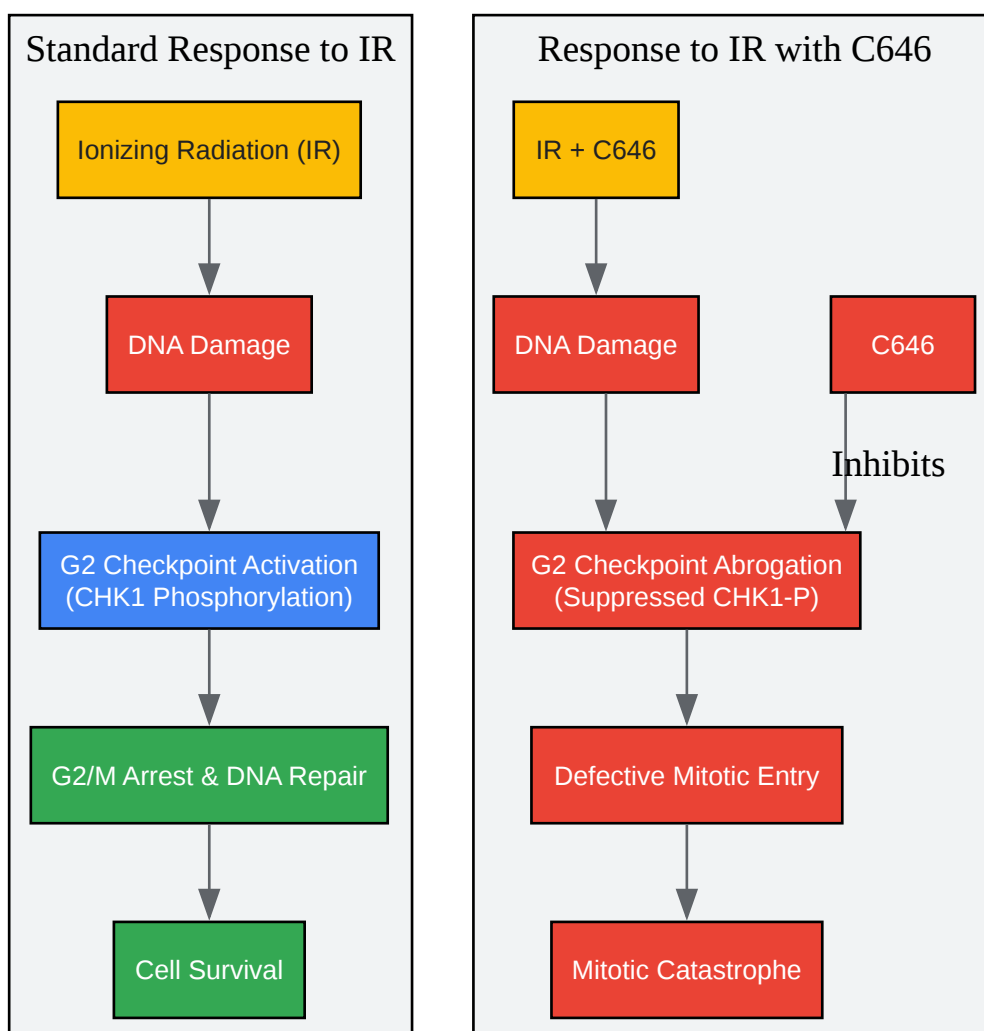 Standard Response to IR
Ionizing Radiation (IR)
DNA Damage
G2 Checkpoint Activation
(CHK1 Phosphorylation)
G2/M Arrest & DNA Repair
Cell Survival
Response to IR with C646
IR + C646
DNA Damage
C646
Inhibits
G2 Checkpoint Abrogation
(Suppressed CHK1-P)
Defective Mitotic Entry
Mitotic Catastrophe